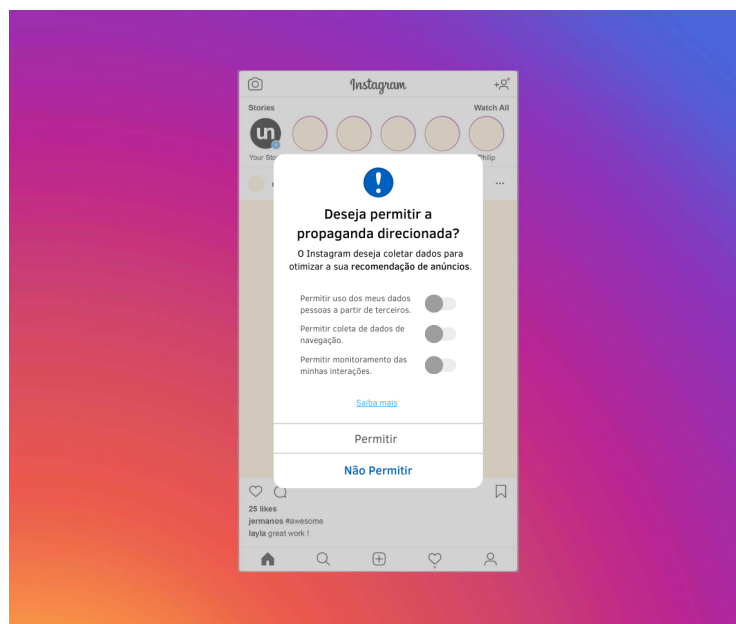 Instagram
Stories
Watch All
un
Your Sto
Philip
Deseja permitir a
propaganda direcionada?
O Instagram deseja coletar dados para
otimizar a sua recomendação de anúncios.
Permitir uso dos meus dados
pessoas a partir de terceiros.
Permitir coleta de dados de
navegação.
Permitir monitoramento das
minhas interações.
Saiba mais
Permitir
Não Permitir
25 likes
jermanos #awesome
layla great work !